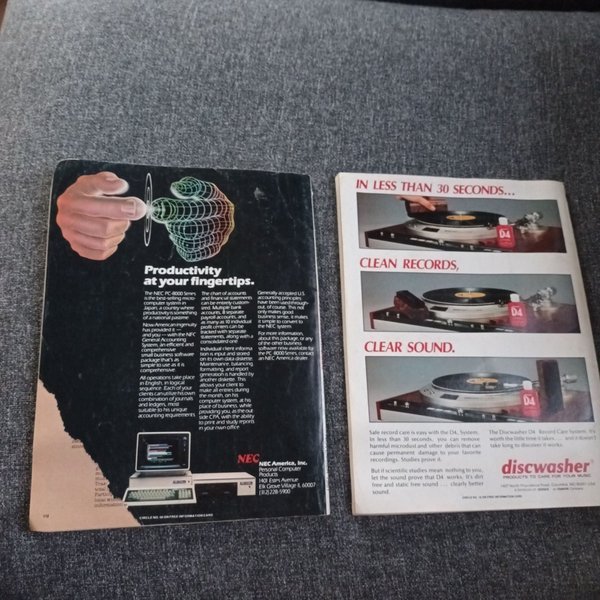 Productivity
at your fingertips.
The NEC PC-8000 Series
is the best-selling micro-
computer system in
Japan, a country where
productivity is something
of a national pastime.
Now American ingenuity
has provided it —
and you — with the NEC
General Accounting
System, an efficient and
comprehensive
small business software
package that's as
simple to use as it is
comprehensive.
All operations take place
in English, in logical
sequence. Each of your
clients can utilize his own
combination of journals
and ledgers, most
suitable to his unique
accounting requirements.
The chart of accounts
and financial statements
can be entirely custom-
ized. Multiple bank
accounts, 8 separate
payroll accounts, and
as many as 10 individual
profit centers can be
tracked with separate
statements, along with a
consolidated one.
Individual client informa-
tion is input and stored
on its own data diskette.
Maintenance, balancing,
formatting, and report
generation is handled by
another diskette. This
allows your client to
make all entries during
the month, on his
computer system, at his
place of business, while
providing you, as the out-
side CPA, with the ability
to print and study reports
in your own office.
Generally accepted U.S.
accounting principles
have been used through-
out, of course. This not
only makes good
business sense, it makes
it simple to convert to
the NEC system.
For more information,
about this package, or any
of the other business
software now available for
the PC 8000 Series, contact
an NEC America dealer.
NEC
NEC America, Inc.
Personal Computer
Products
1401 Estes Avenue
Elk Grove Village IL 60007
(312) 228-5900
CIRCLE NO. 56 ON FREE INFORMATION CARD
IN LESS THAN 30 SECONDS...
D4
CLEAN RECORDS,
D4
CLEAR SOUND.
D4
Safe record care is easy with the D4+ System.
In less than 30 seconds, you can remove
harmful microdust and other debris that can
cause permanent damage to your favorite
recordings. Studies prove it.
But if scientific studies mean nothing to you,
let the sound prove that D4+ works. It's dirt
free and static free sound . . . clearly better
sound.
The Discwasher D4+ Record Care System. It's
worth the little time it takes . . . and it doesn't
take long to discover it works.
discwasher®
PRODUCTS TO CARE FOR YOUR MUSIC